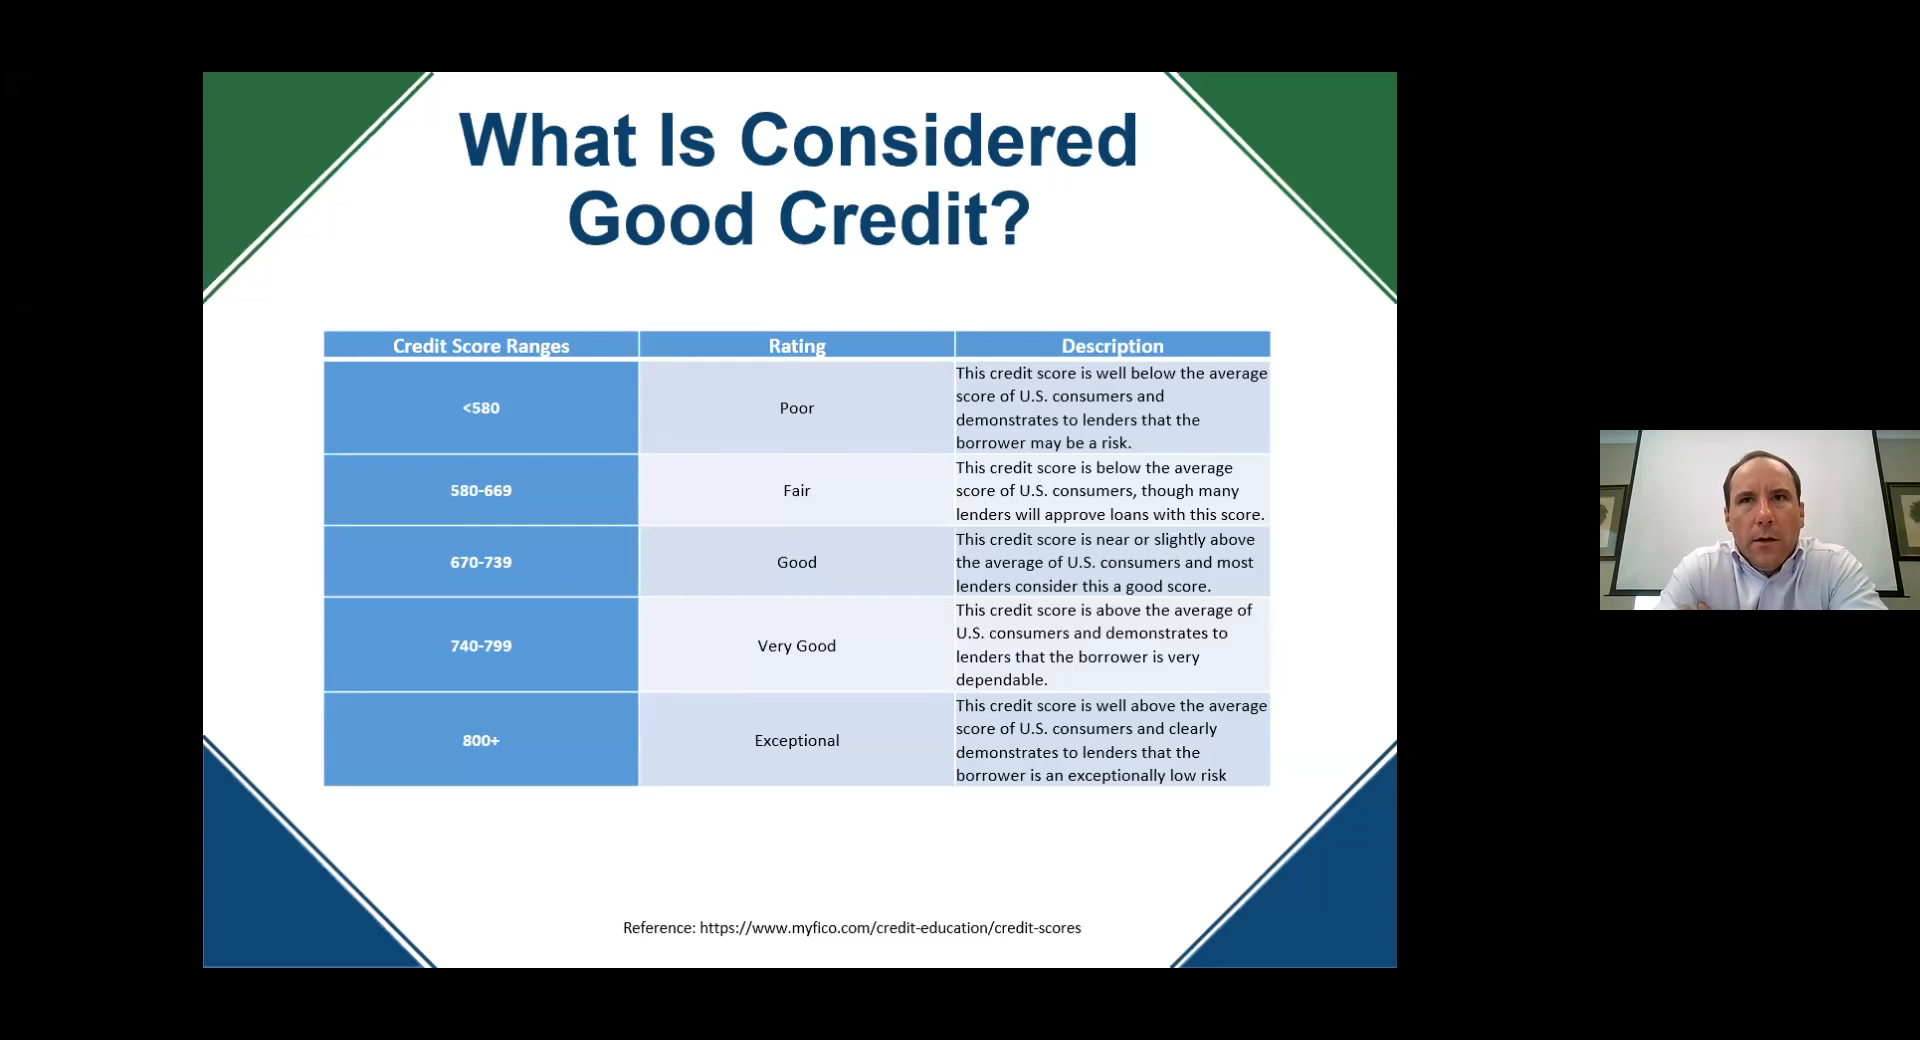 What Is Considered
Good Credit?
Credit Score Ranges
Rating
Description
<580
Poor
This credit score is well below the average
score of U.S. consumers and
demonstrates to lenders that the
borrower may be a risk.
580-669
Fair
This credit score is below the average
score of U.S. consumers, though many
lenders will approve loans with this score.
670-739
Good
This credit score is near or slightly above
the average of U.S. consumers and most
lenders consider this a good score.
740-799
Very Good
This credit score is above the average of
U.S. consumers and demonstrates to
lenders that the borrower is very
dependable.
800+
Exceptional
This credit score is well above the average
score of U.S. consumers and clearly
demonstrates to lenders that the
borrower is an exceptionally low risk
Reference: https://www.myfico.com/credit-education/credit-scores